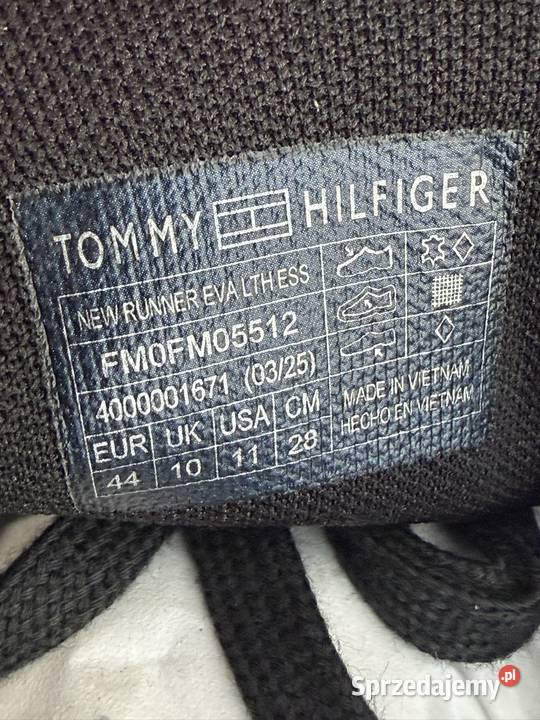 TOMMY HILFIGER
NEW RUNNER EVA LTH ESS
FM0FM05512
4000001671 (03/25)
EUR UK USA CM
44 10 11 28
MADE IN VIETNAM
HECHO EN VIETNAM
Sprzedajemy.pl